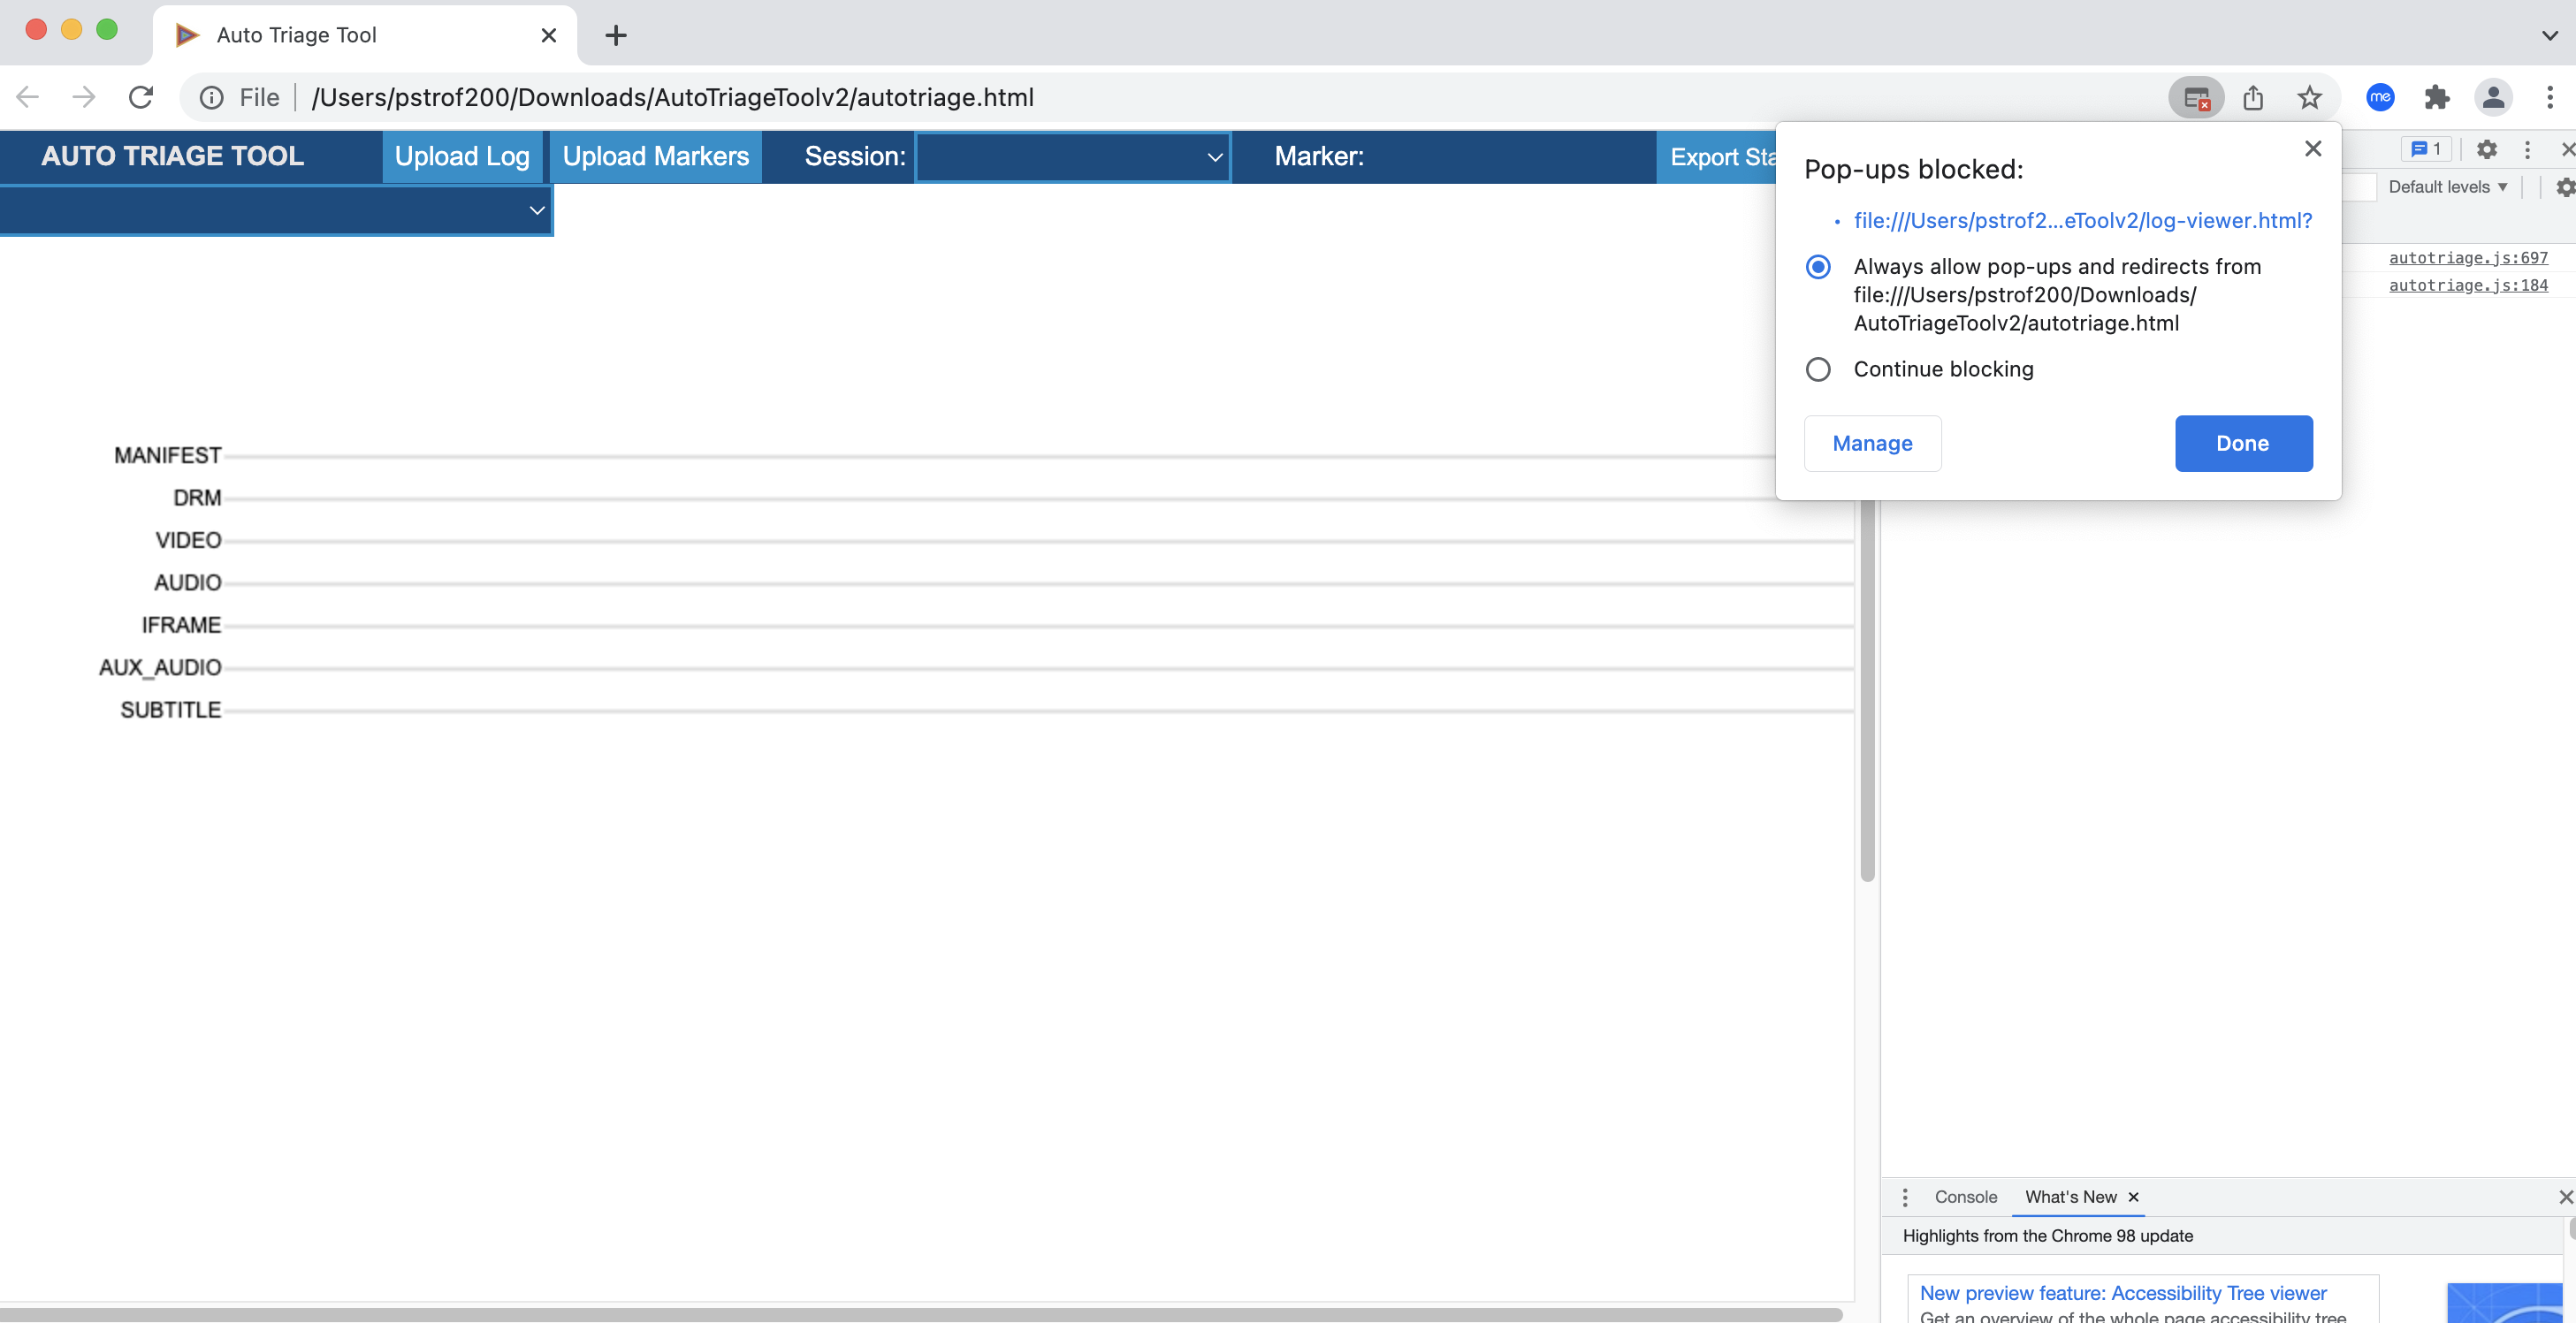 Auto Triage Tool
File
/Users/pstrof200/Downloads/AutoTriageToolv2/autotriage.html
me
AUTO TRIAGE TOOL
Upload Log
Upload Markers
Session:
Marker:
Export Sta
Pop-ups blocked:
• file:///Users/pstrof2...eToolv2/log-viewer.html?
Always allow pop-ups and redirects from
file:///Users/pstrof200/Downloads/
AutoTriageToolv2/autotriage.html
Continue blocking
Manage
Done
1
Default levels ▼
autotriage.js:697
autotriage.js:184
MANIFEST
DRM
VIDEO
AUDIO
IFRAME
AUX_AUDIO
SUBTITLE
Console
What's New
Highlights from the Chrome 98 update
New preview feature: Accessibility Tree viewer
Get an overview of the whole page accessibility tree